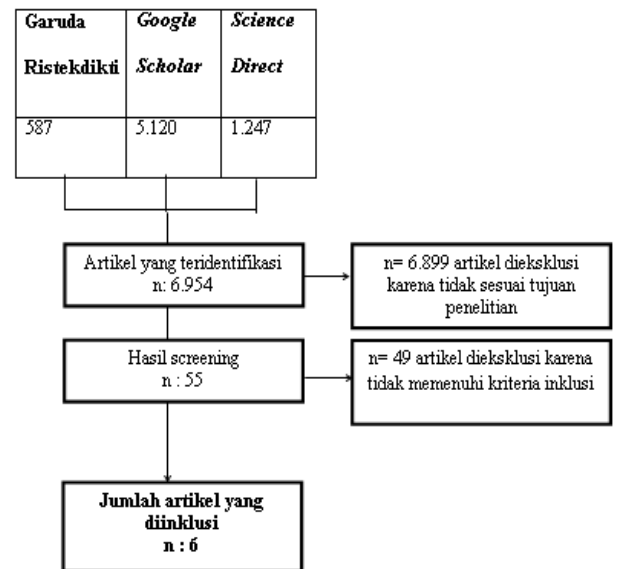 Garuda
Ristekdikti
Google
Scholar
Science
Direct
587
5.120
1.247
Artikel yang teridentifikasi
n: 6.954
n= 6.899 artikel dieksklusi
karena tidak sesuai tujuan
penelitian
Hasil screening
n : 55
n= 49 artikel dieksklusi karena
tidak memenuhi kriteria inklusi
Jumlah artikel yang
diinklusi
n : 6